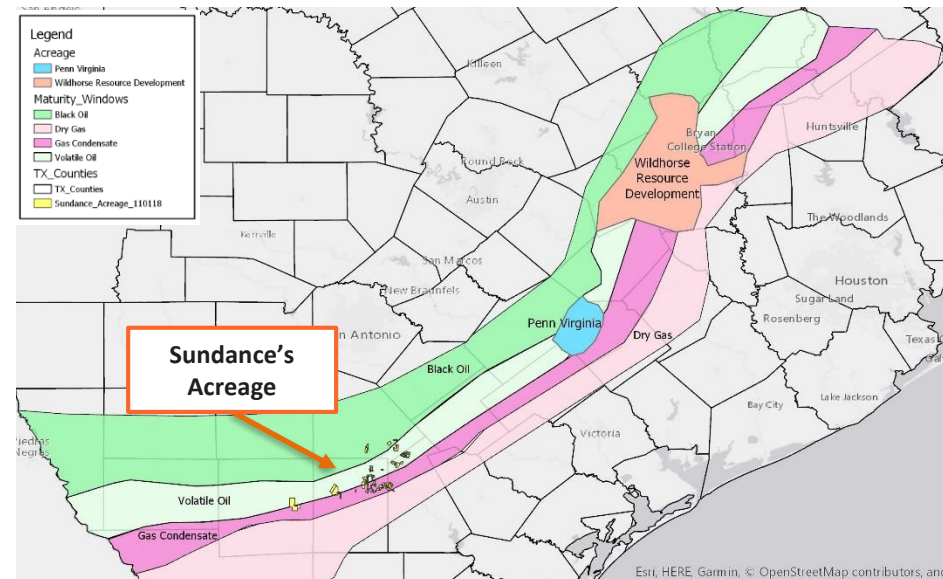 Legend
Acreage
Penn Virginia
Wildhorse Resource Development
Maturity_Windows
Black Oil
Dry Gas
Gas Condensate
Volatile Oil
TX_Counties
TX_Counties
Sundance_Acreage_110118
Killeen
Huntsville
Bryan
College Station
Round Rock
Wildhorse
Resource
Development
Austin
The Woodlands
Kerrville
San Marcos
New Braunfels
Houston
Sugar Land
Rosenberg
Penn Virginia
n Antonio
Dry Gas
Sundance's
Acreage
Black Oil
Bay City
Lake Jackson
Victoria
Piedras
Negras
Volatile Oil
Gas Condensate
Esri, HERE, Garmin, © OpenStreetMap contributors, and